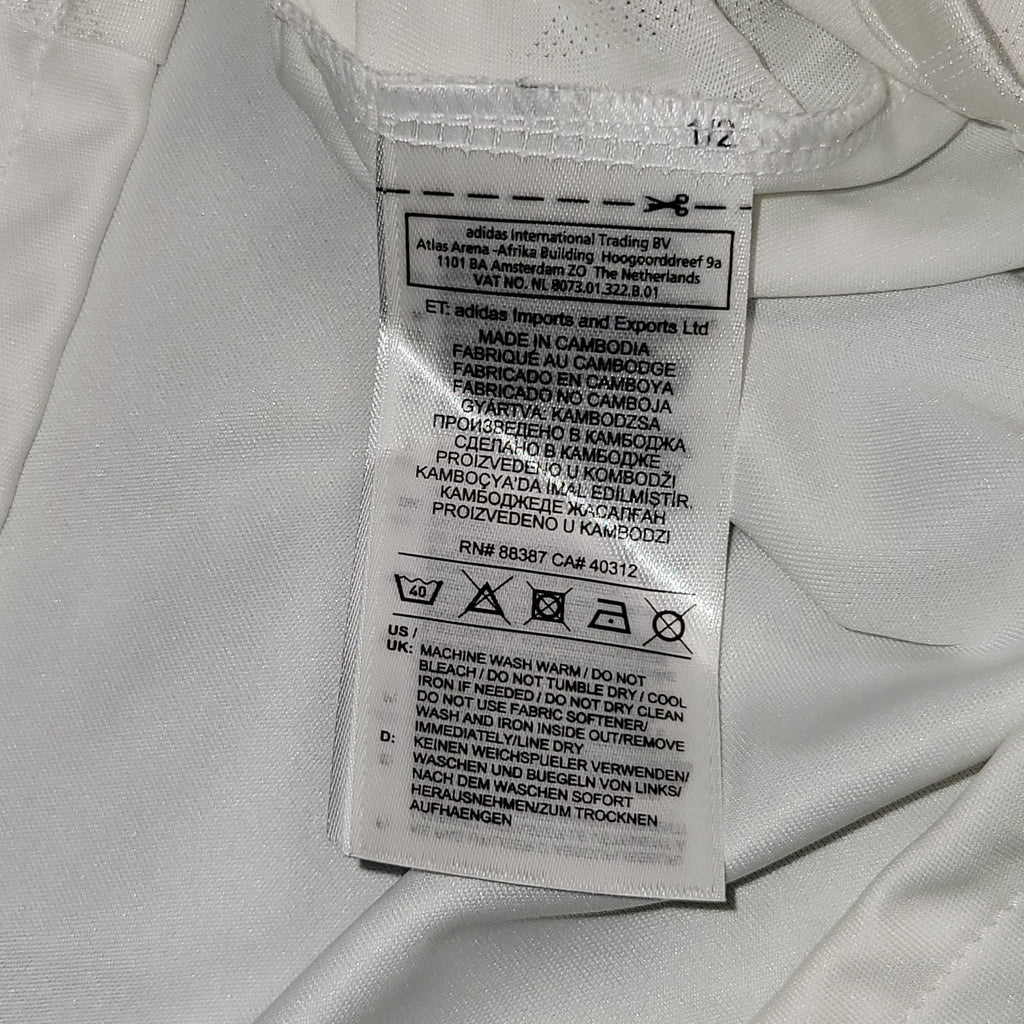 1/2
adidas International Trading BV
Atlas Arena -Afrika Building Hoogoorddreef 9a
1101 BA Amsterdam ZO The Netherlands
VAT NO. NL 8073.01.322.B.01
ET: adidas Imports and Exports Ltd
MADE IN CAMBODIA
FABRIQUÉ AU CAMBODGE
FABRICADO EN CAMBOYA
FABRICADO NO CAMBOJA
GYÁRTVA: KAMBODZSA
ПРОИЗВЕДЕНО В КАМБОДЖА
СДЕЛАНО В КАМБОДЖЕ
PROIZVEDENO U KOMBODŽI
KAMBOÇYA'DA İMAL EDİLMİŞTİR.
КАМБОДЖЕДЕ ЖАСАЛҒАН
PROIZVEDENO U KAMBODZI
RN# 88387 CA# 40312
40
US /
UK: MACHINE WASH WARM / DO NOT
BLEACH / DO NOT TUMBLE DRY / COOL
IRON IF NEEDED / DO NOT DRY CLEAN
DO NOT USE FABRIC SOFTENER/
WASH AND IRON INSIDE OUT/REMOVE
IMMEDIATELY/LINE DRY
D: KEINEN WEICHSPUELER VERWENDEN/
WASCHEN UND BUEGELN VON LINKS/
NACH DEM WASCHEN SOFORT
HERAUSNEHMEN/ZUM TROCKNEN
AUFHAENGEN